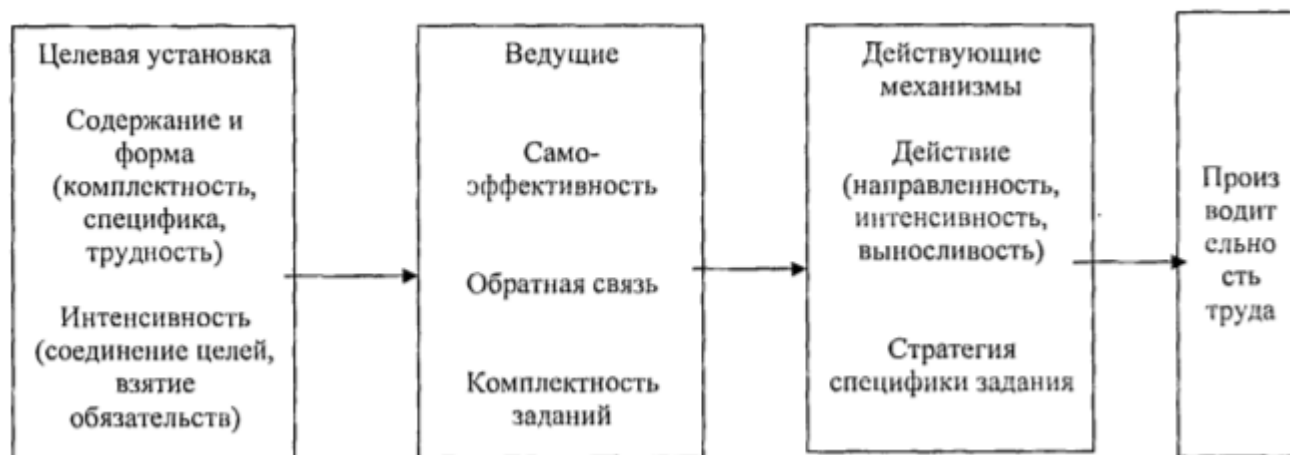 Целевая установка
Содержание и
форма
(комплектность,
специфика,
трудность)
Интенсивность
(соединение целей,
взятие
обязательств)
Ведущие
Само-
эффективность
Обратная связь
Комплектность
заданий
Действующие
механизмы
Действие
(направленность,
интенсивность,
выносливость)
Стратегия
специфики задания
Произ
водит
ельно
сть
труда